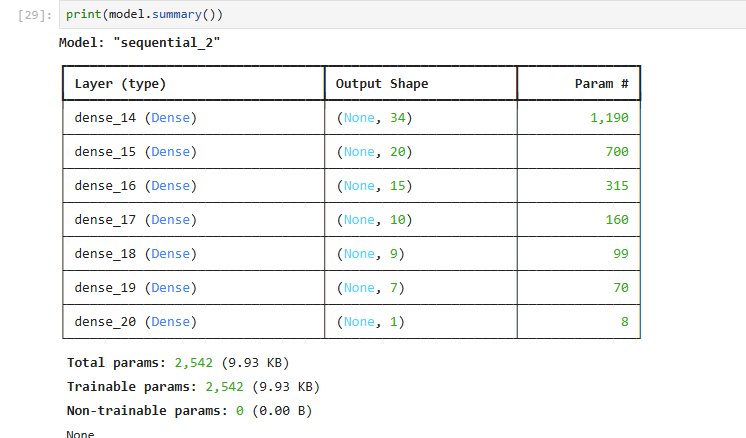 [29]: print(model.summary())
Model: "sequential_2"
Layer (type) Output Shape Param #
dense_14 (Dense) (None, 34) 1,190
dense_15 (Dense) (None, 20) 700
dense_16 (Dense) (None, 15) 315
dense_17 (Dense) (None, 10) 160
dense_18 (Dense) (None, 9) 99
dense_19 (Dense) (None, 7) 70
dense_20 (Dense) (None, 1) 8
Total params: 2,542 (9.93 KB)
Trainable params: 2,542 (9.93 KB)
Non-trainable params: 0 (0.00 B)
None